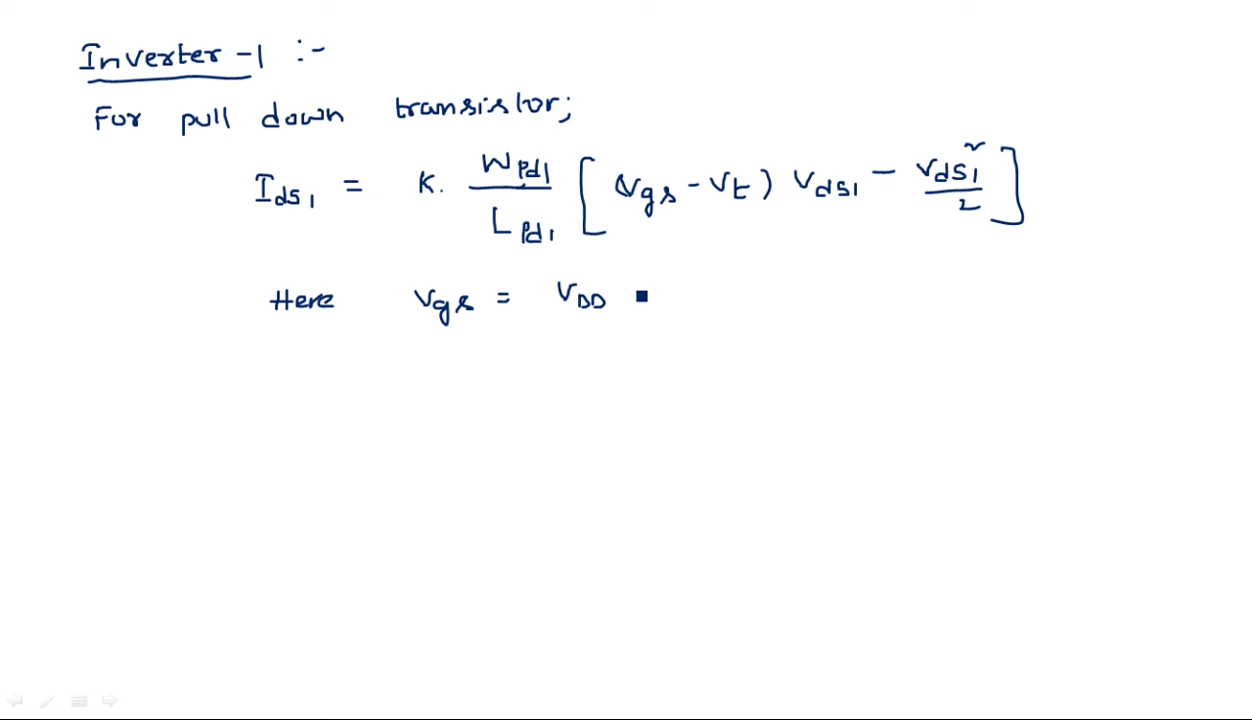 Inverter -1 :-
For pull down transistor;
Ids1 = K. Wpd1/Lpd1 [(Vgs - Vt) Vds1 - Vds1²/2]
Here Vgs = VDD